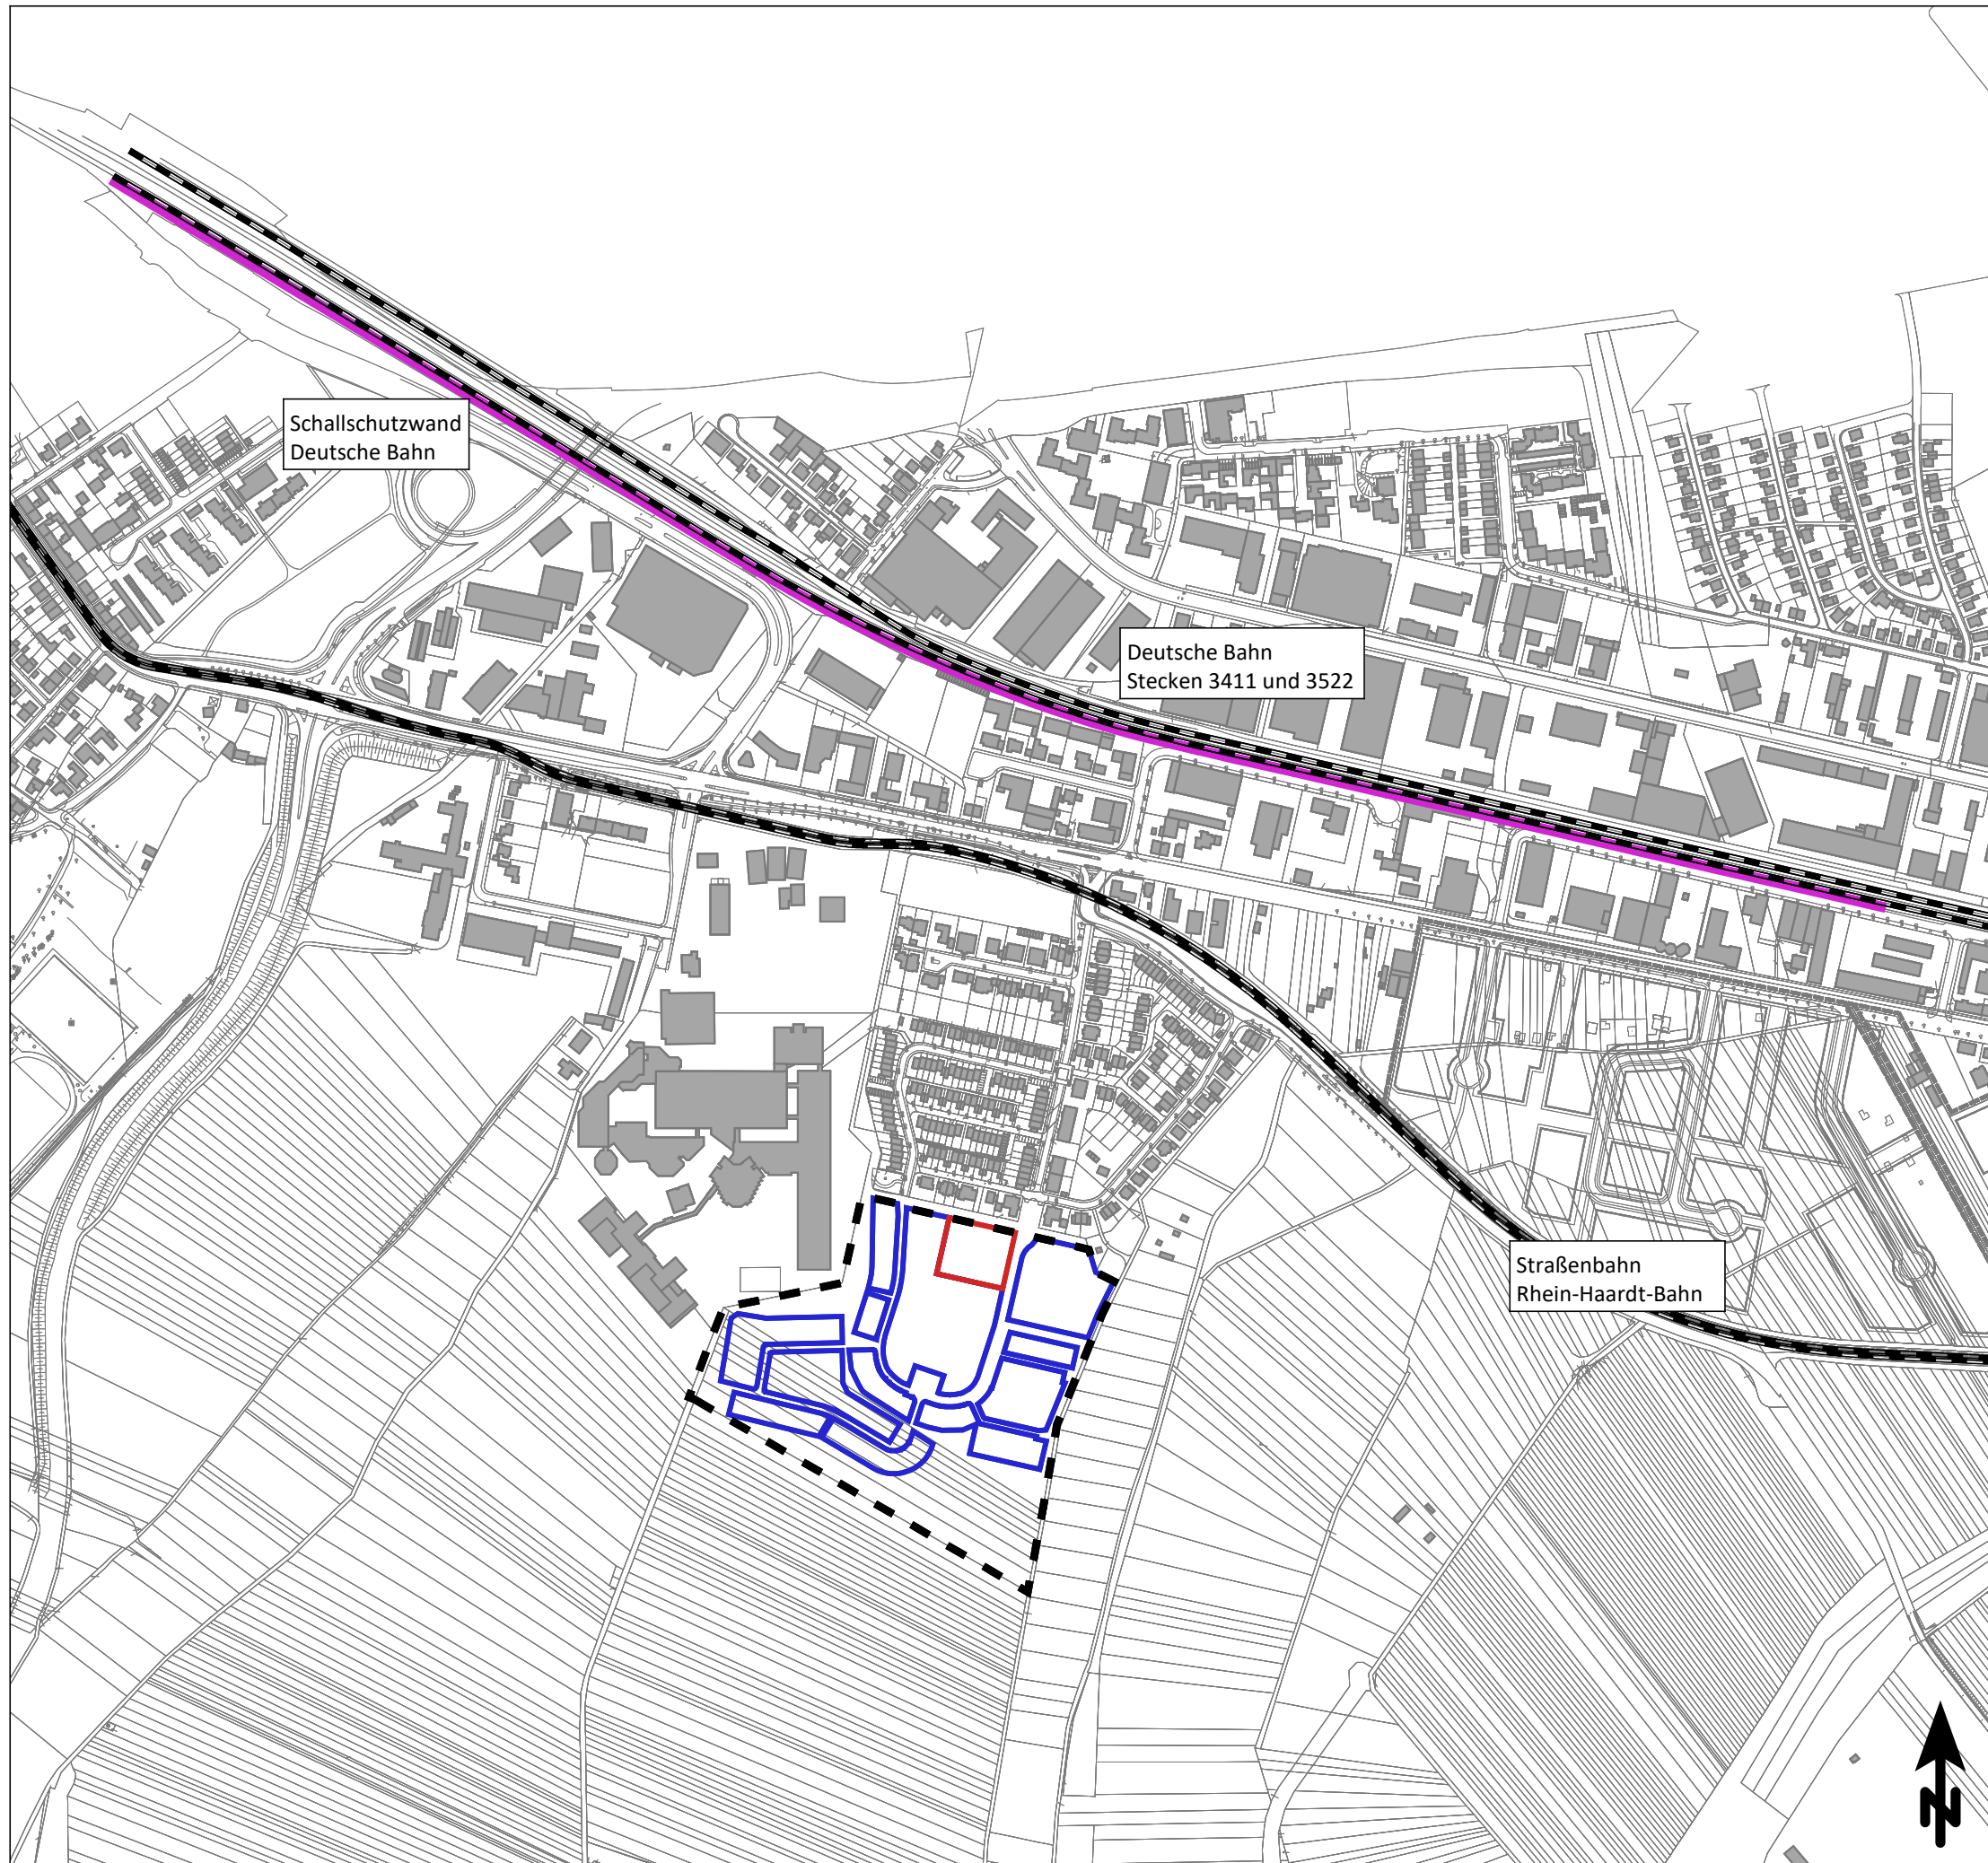 Schallschutzwand
Deutsche Bahn
Deutsche Bahn
Stecken 3411 und 3522
Straßenbahn
Rhein-Haardt-Bahn
N